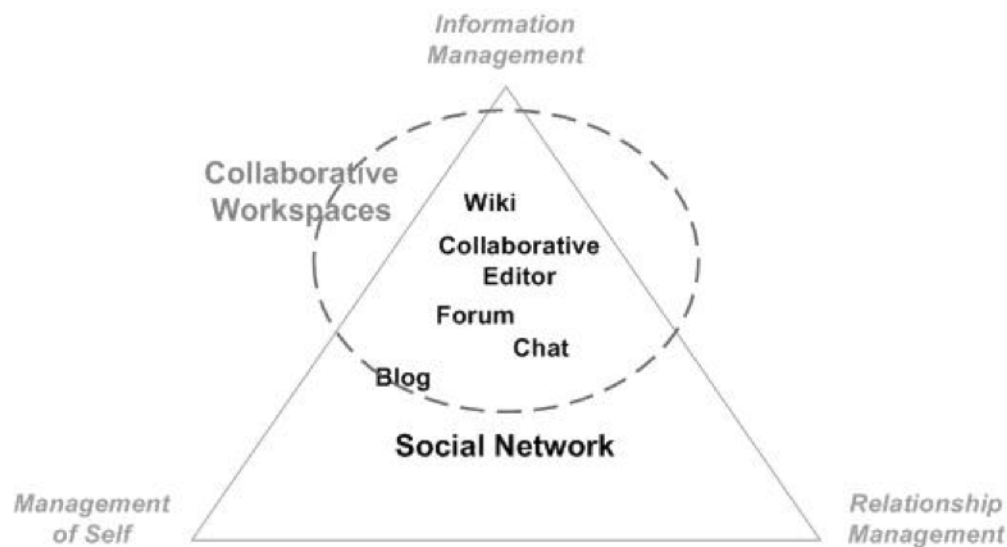 Information
Management
Collaborative
Workspaces
Wiki
Collaborative
Editor
Forum
Chat
Blog
Social Network
Management
of Self
Relationship
Management